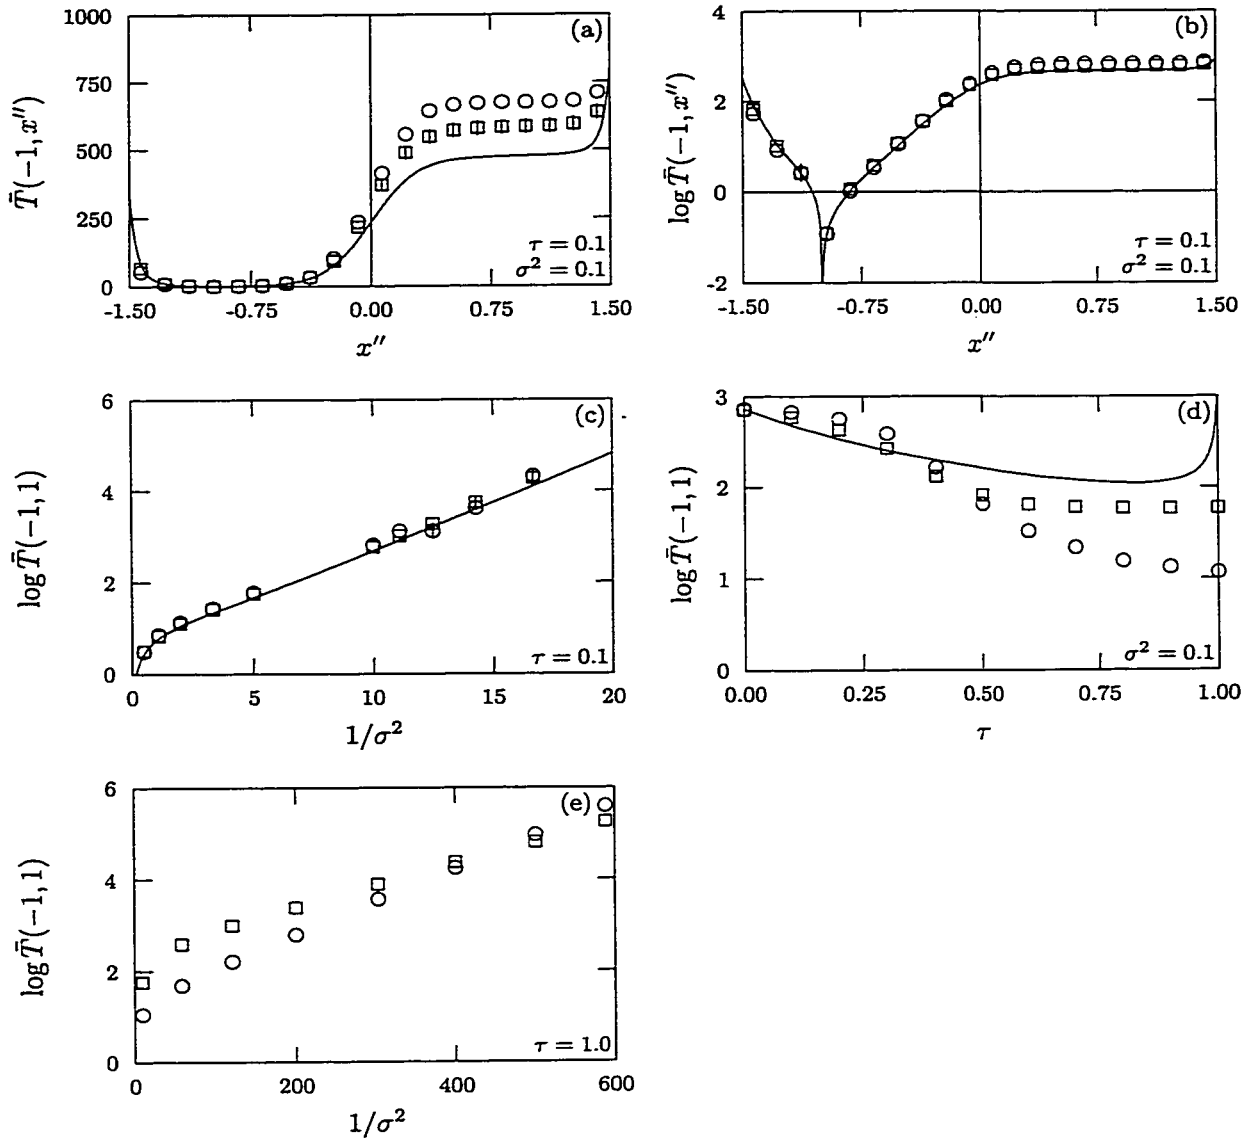 1000
750
500
250
0
T̄(−1, x″)
(a)
τ = 0.1
σ² = 0.1
-1.50
-0.75
0.00
0.75
1.50
x″
4
2
0
-2
log T̄(−1, x″)
(b)
τ = 0.1
σ² = 0.1
-1.50
-0.75
0.00
0.75
1.50
x″
6
4
2
0
log T̄(−1, 1)
(c)
τ = 0.1
0
5
10
15
20
1/σ²
3
2
1
0
log T̄(−1, 1)
(d)
σ² = 0.1
0.00
0.25
0.50
0.75
1.00
τ
6
4
2
0
log T̄(−1, 1)
(e)
τ = 1.0
0
200
400
600
1/σ²